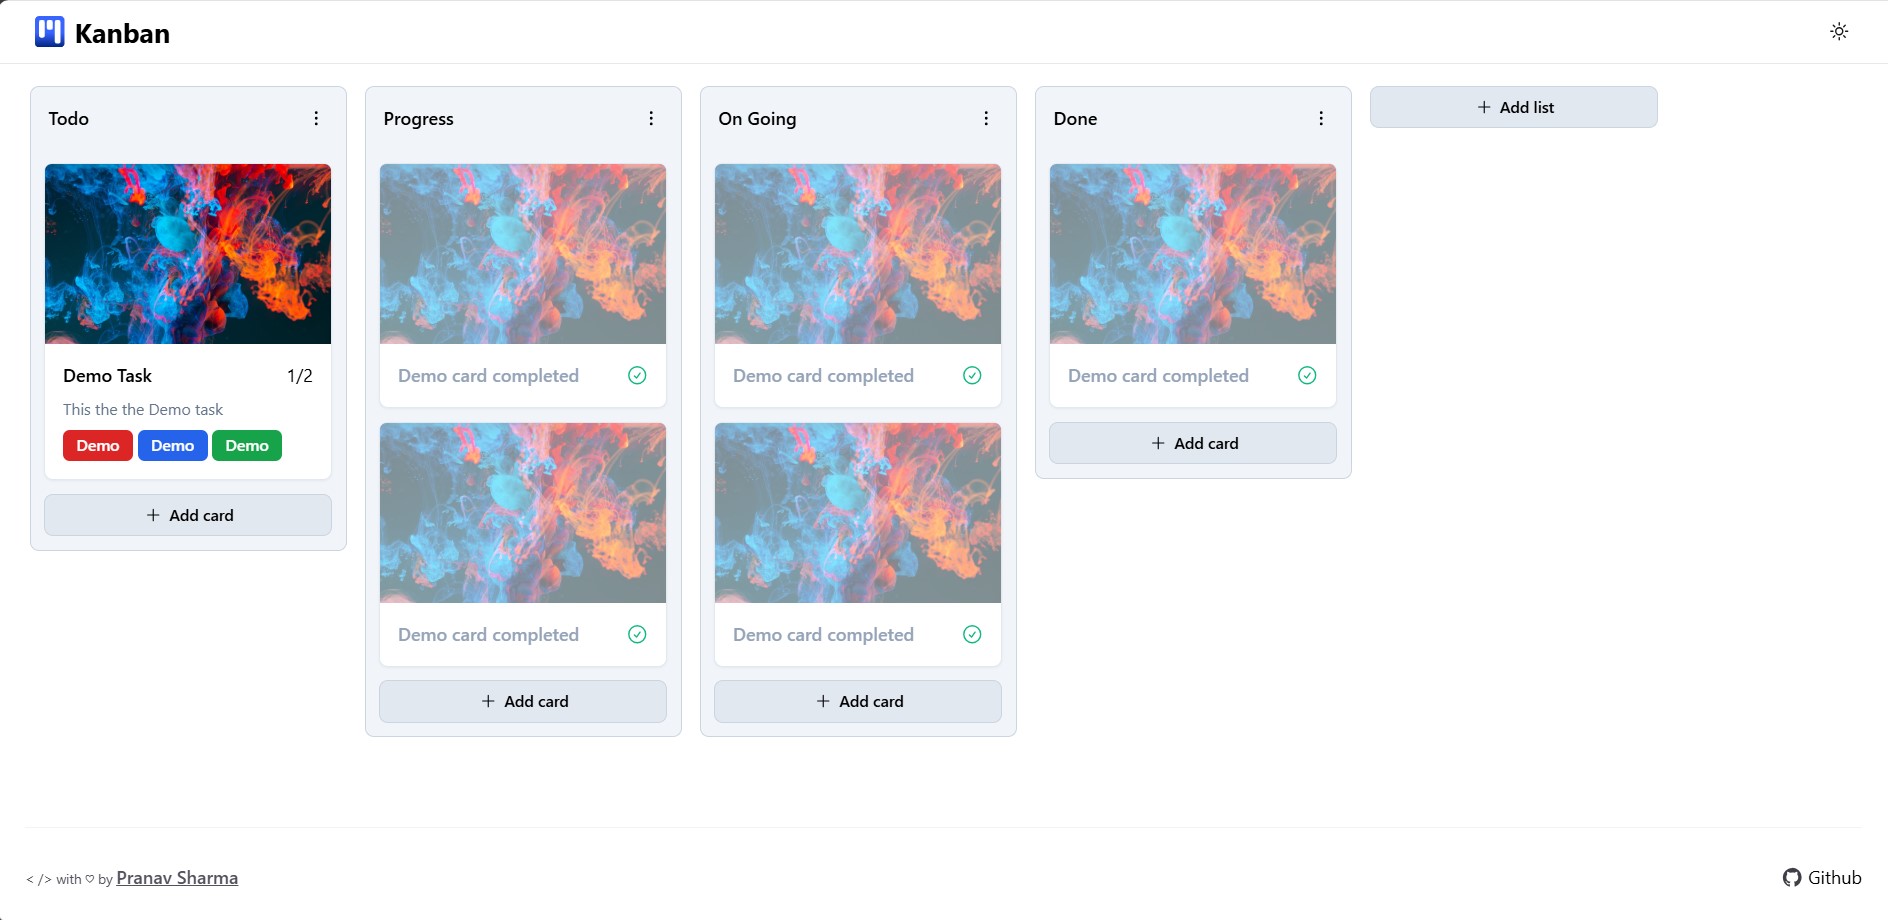 Kanban
Todo
Demo Task 1/2
This the the Demo task
Demo Demo Demo
+ Add card
Progress
Demo card completed
Demo card completed
+ Add card
On Going
Demo card completed
Demo card completed
+ Add card
Done
Demo card completed
+ Add card
+ Add list
< /> with ♡ by Pranav Sharma
Github